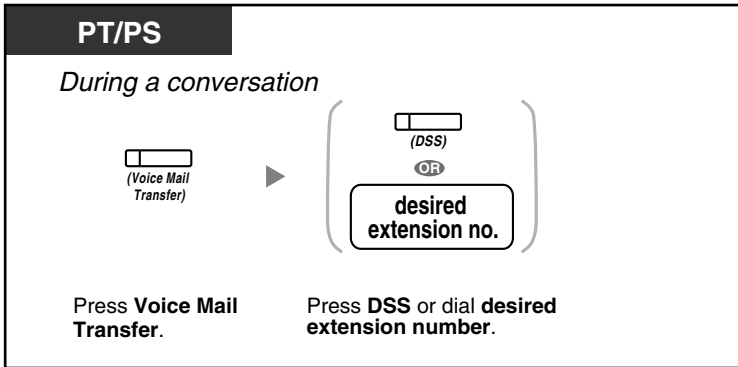 PT/PS
During a conversation
(Voice Mail
Transfer)
(DSS)
OR
desired
extension no.
Press Voice Mail
Transfer.
Press DSS or dial desired
extension number.